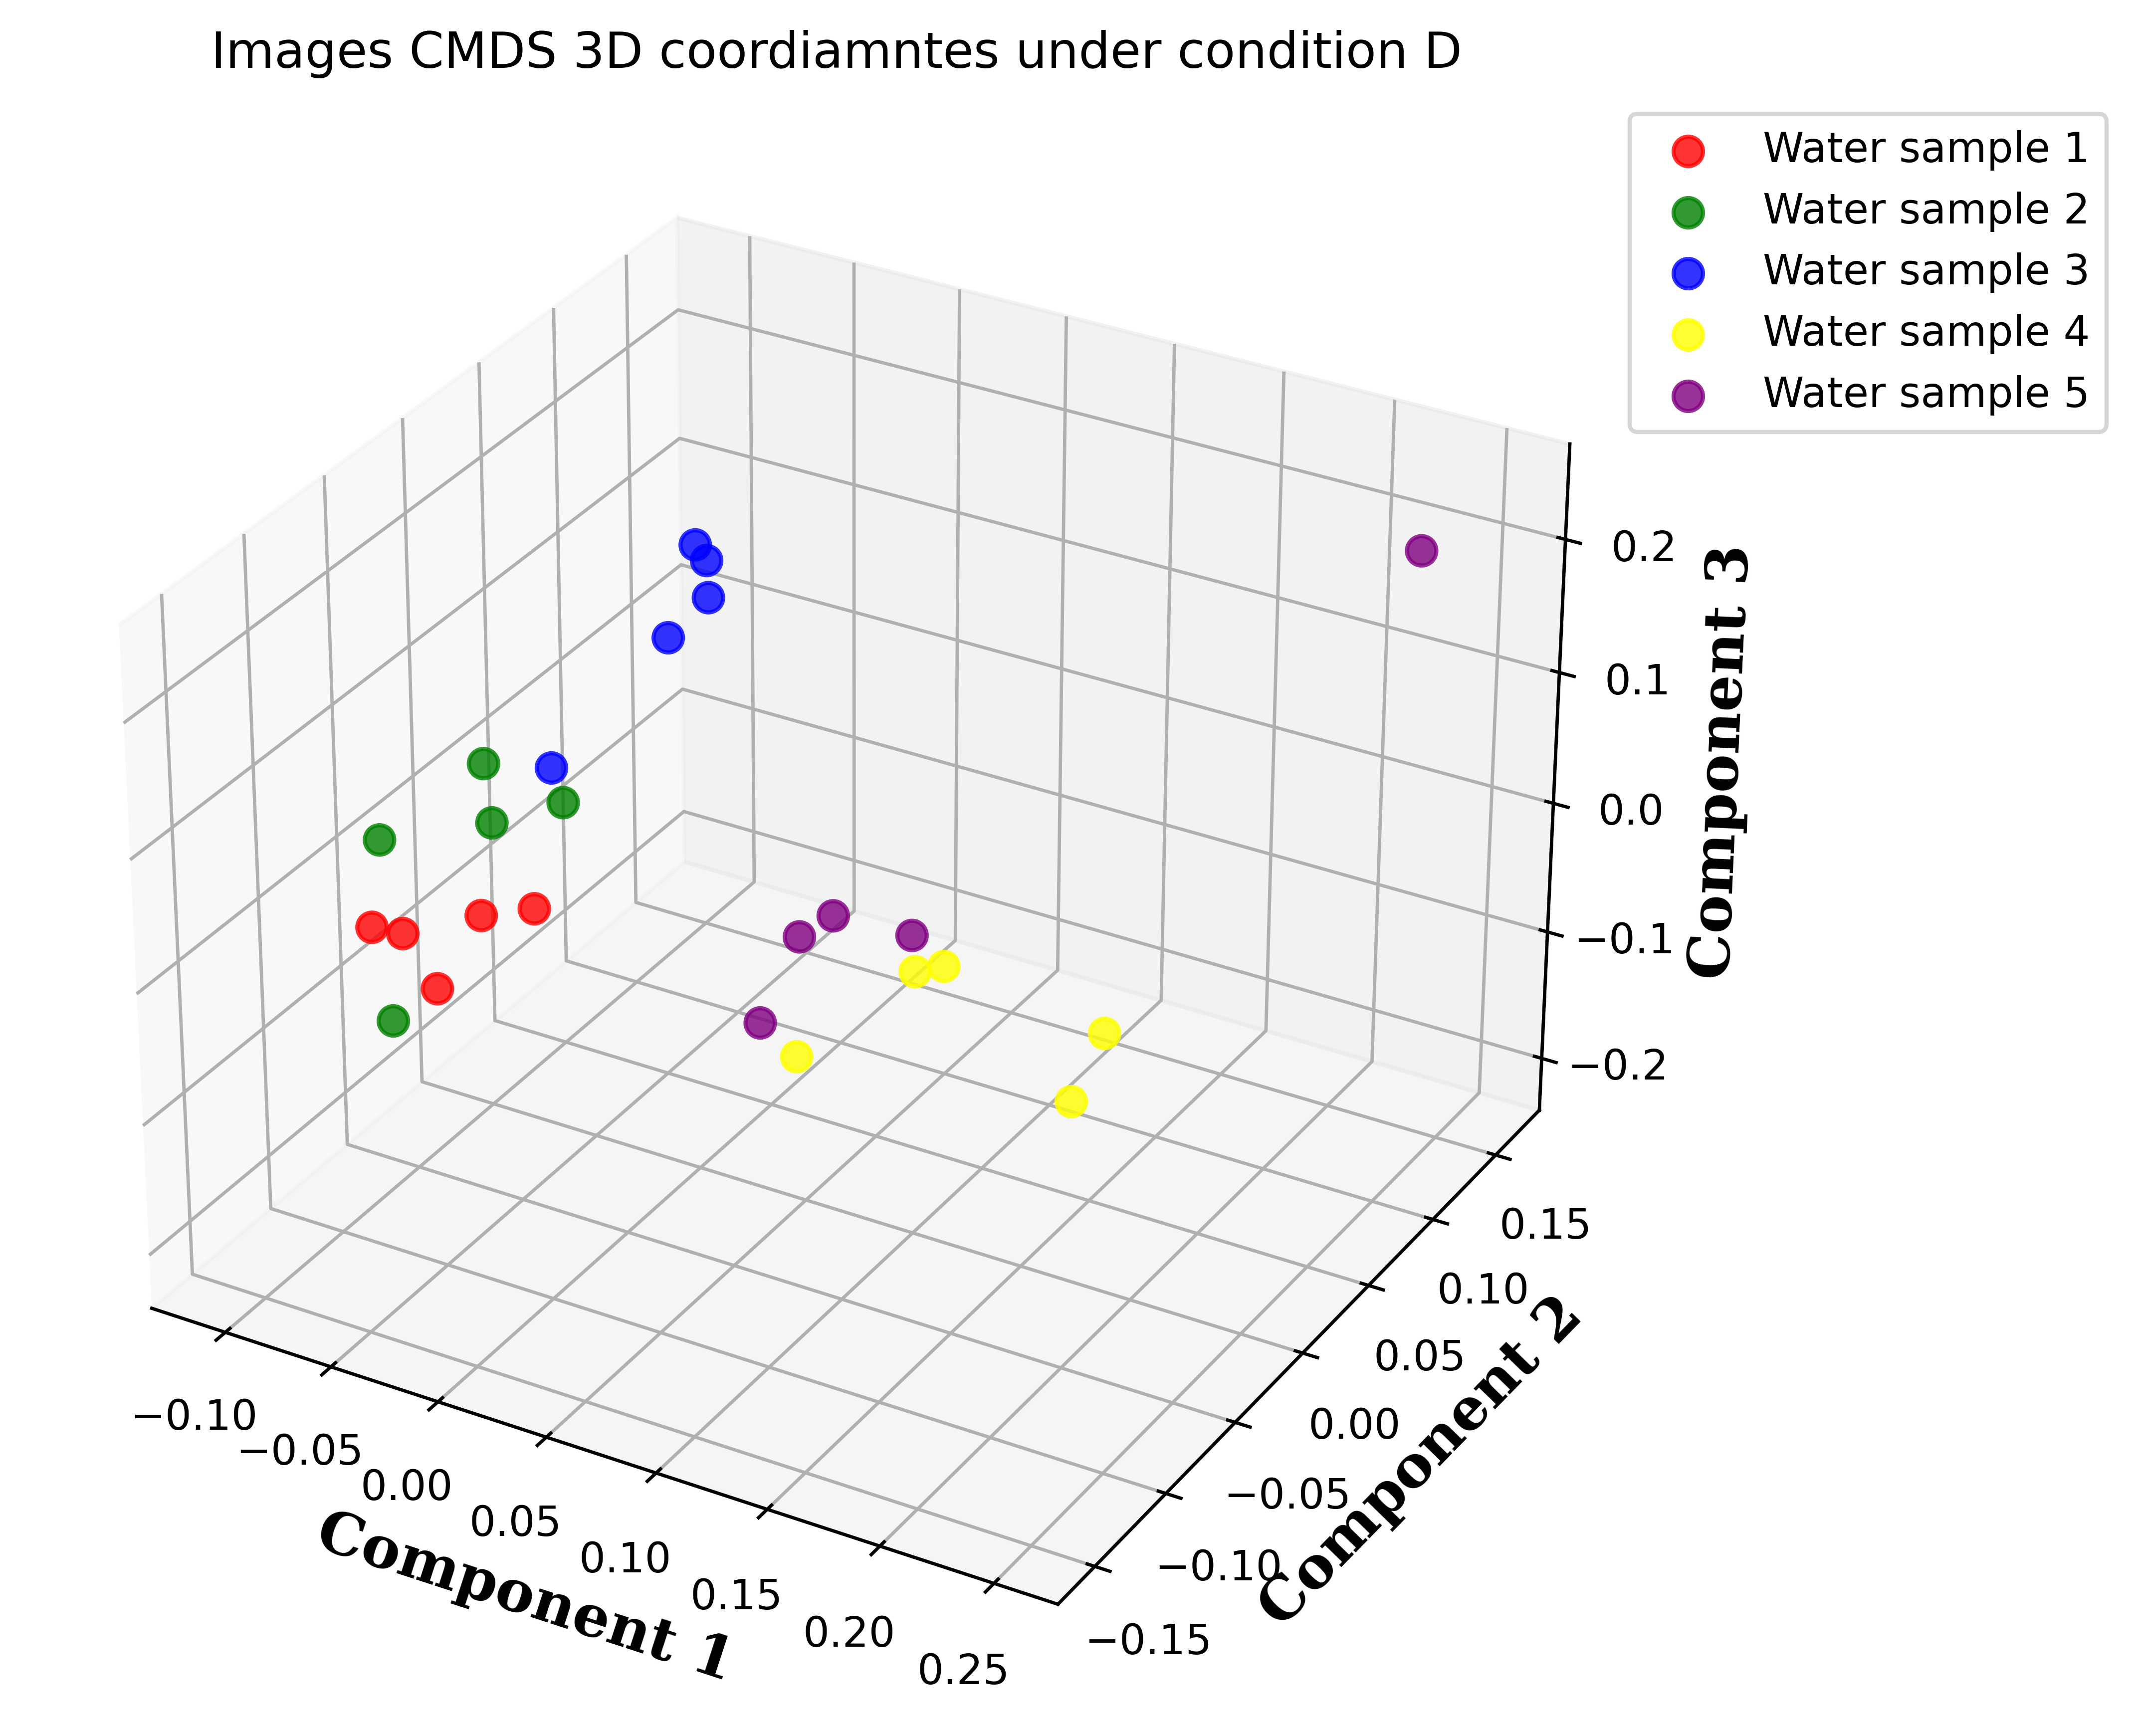 Images CMDS 3D coordiamntes under condition D
Water sample 1
Water sample 2
Water sample 3
Water sample 4
Water sample 5
0.2
0.1
0.0
−0.1
−0.2
Component 3
0.15
0.10
0.05
0.00
−0.05
−0.10
−0.15
Component 2
−0.10
−0.05
0.00
0.05
0.10
0.15
0.20
0.25
Component 1